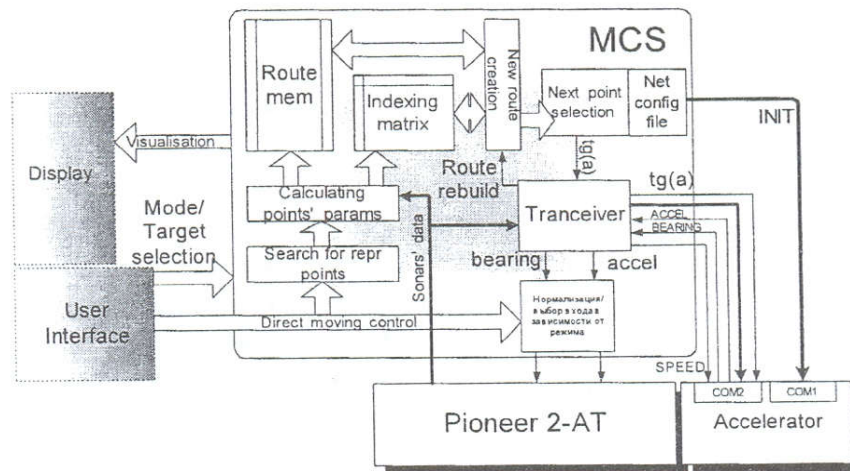 MCS
Route
mem
Indexing
matrix
New route
creation
Next point
selection
Net
config
file
INIT
Visualisation
Display
tg(a)
Route
rebuild
tg(a)
Calculating
points' params
Tranceiver
ACCEL
BEARING
Mode/
Target
selection
Search for repr
points
Sonars' data
bearing
accel
User
Interface
Direct moving control
Нормализация/
выбор входа в
зависимости от
режима
SPEED
COM2
COM1
Pioneer 2-AT
Accelerator